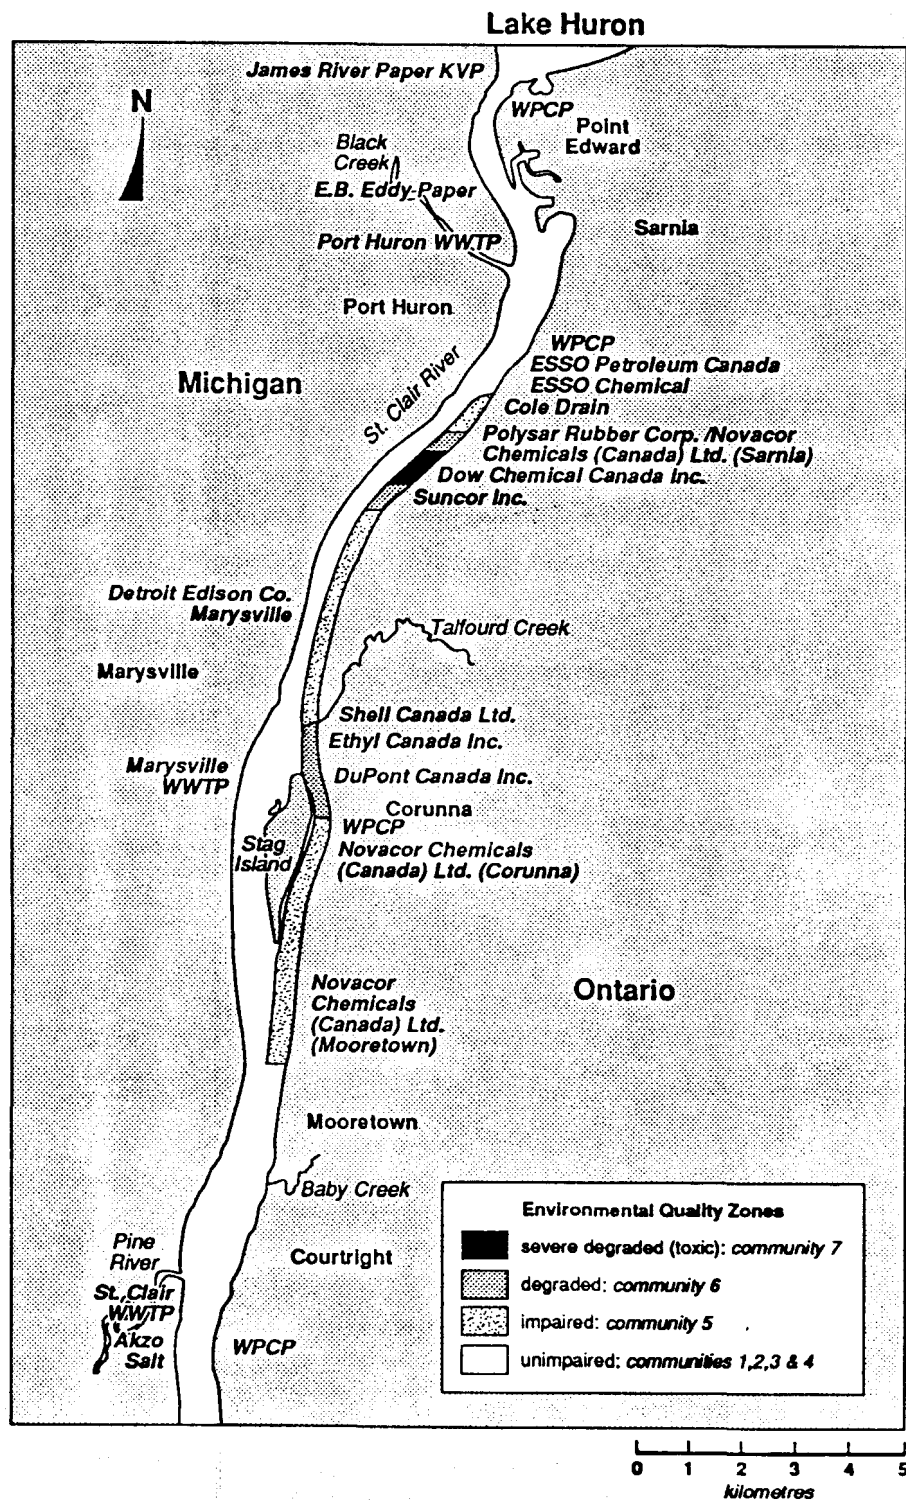 Lake Huron
James River Paper KVP
N
WPCP
Point
Edward
Black
Creek
E.B. Eddy Paper
Sarnia
Port Huron WWTP
Port Huron
WPCP
ESSO Petroleum Canada
ESSO Chemical
Michigan
St. Clair River
Cole Drain
Polysar Rubber Corp. /Novacor
Chemicals (Canada) Ltd. (Sarnia)
Dow Chemical Canada Inc.
Suncor Inc.
Detroit Edison Co.
Marysville
Talfourd Creek
Marysville
Shell Canada Ltd.
Ethyl Canada Inc.
Marysville
WWTP
DuPont Canada Inc.
Corunna
WPCP
Stag
Island
Novacor Chemicals
(Canada) Ltd. (Corunna)
Novacor
Chemicals
(Canada) Ltd.
(Mooretown)
Ontario
Mooretown
Baby Creek
Pine
River
Courtright
St. Clair
WWTP
Akzo
Salt
WPCP
Environmental Quality Zones
severe degraded (toxic): community 7
degraded: community 6
impaired: community 5
unimpaired: communities 1,2,3 & 4
0 1 2 3 4 5
kilometres